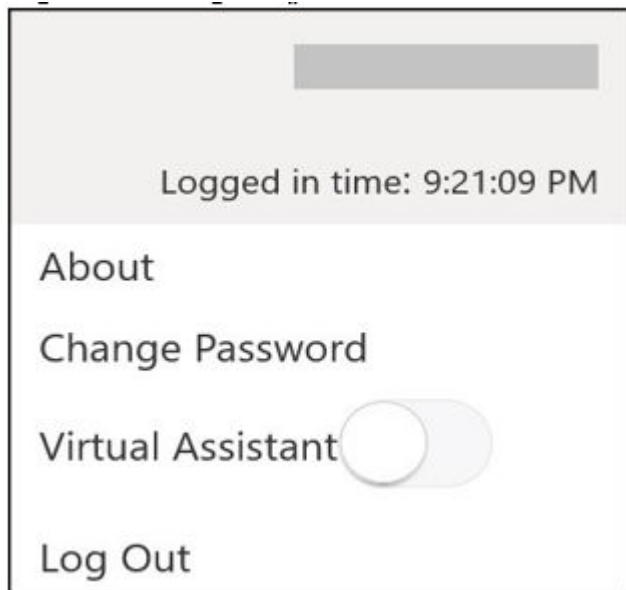 Logged in time: 9:21:09 PM
About
Change Password
Virtual Assistant
Log Out